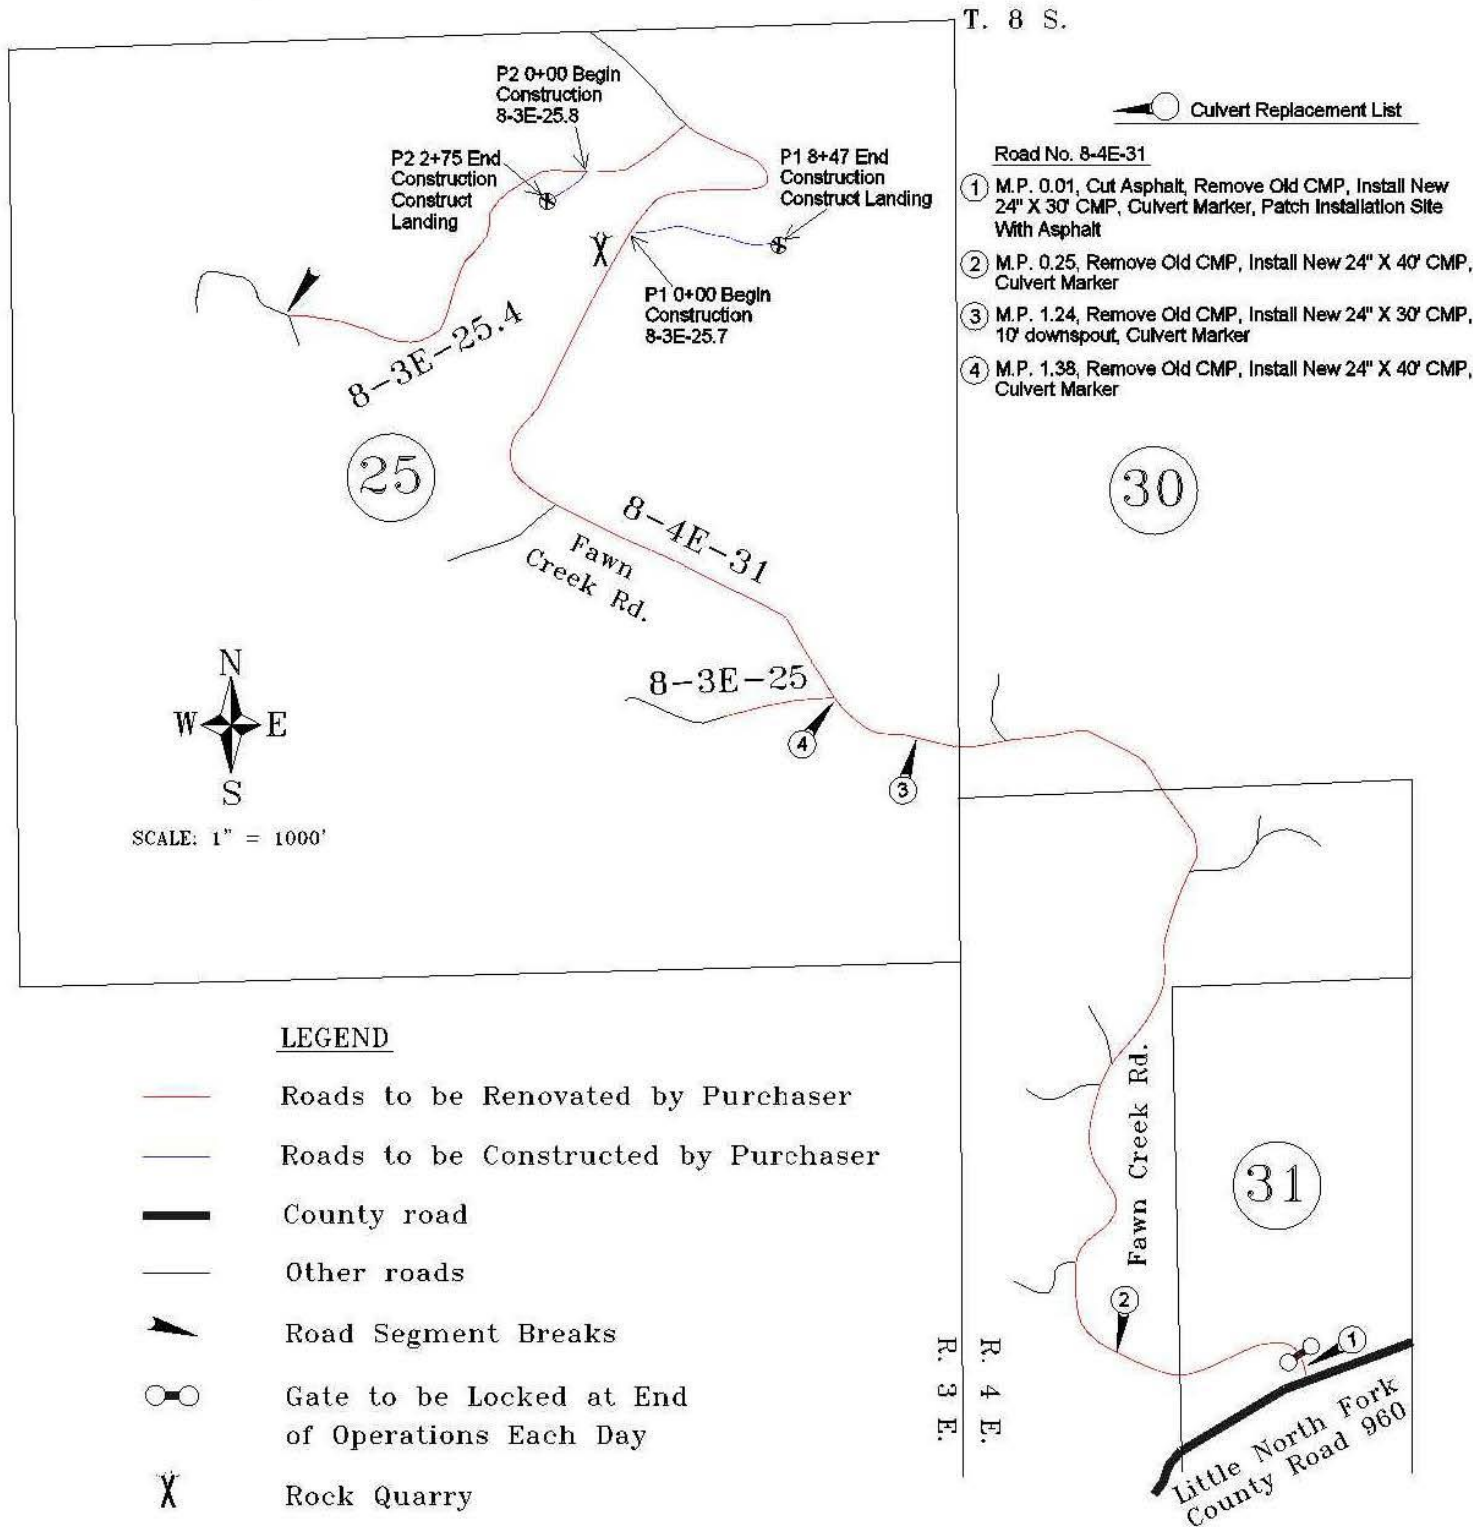 T. 8 S.
P2 0+00 Begin
Construction
8-3E-25.8
P2 2+75 End
Construction
Construct
Landing
P1 8+47 End
Construction
Construct Landing
P1 0+00 Begin
Construction
8-3E-25.7
Culvert Replacement List
Road No. 8-4E-31
1 M.P. 0.01, Cut Asphalt, Remove Old CMP, Install New
24" X 30' CMP, Culvert Marker, Patch Installation Site
With Asphalt
2 M.P. 0.25, Remove Old CMP, Install New 24" X 40' CMP,
Culvert Marker
3 M.P. 1.24, Remove Old CMP, Install New 24" X 30' CMP,
10' downspout, Culvert Marker
4 M.P. 1.38, Remove Old CMP, Install New 24" X 40' CMP,
Culvert Marker
8-3E-25.4
25
30
8-4E-31
Fawn
Creek Rd.
8-3E-25
4
3
N
W E
S
SCALE: 1" = 1000'
LEGEND
Roads to be Renovated by Purchaser
Roads to be Constructed by Purchaser
County road
Other roads
Road Segment Breaks
Gate to be Locked at End
of Operations Each Day
Rock Quarry
Fawn Creek Rd.
31
2
1
R. 3 E.
R. 4 E.
Little North Fork
County Road 960